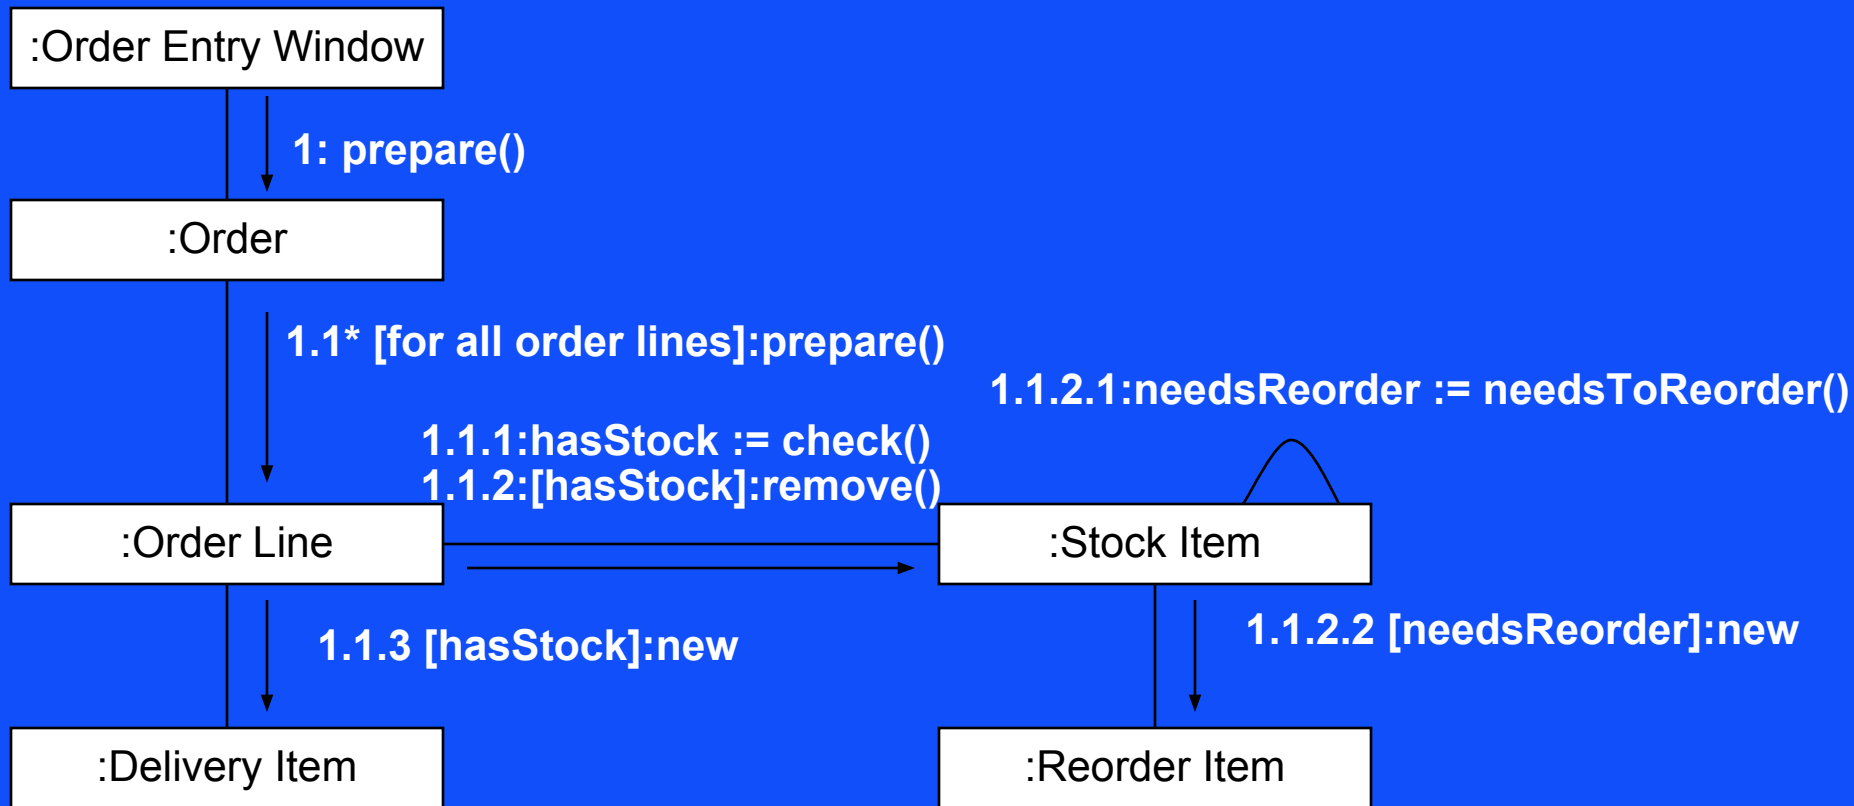 :Order Entry Window
1: prepare()
:Order
1.1* [for all order lines]:prepare()
1.1.2.1:needsReorder := needsToReorder()
1.1.1:hasStock := check()
1.1.2:[hasStock]:remove()
:Order Line
:Stock Item
1.1.3 [hasStock]:new
1.1.2.2 [needsReorder]:new
:Delivery Item
:Reorder Item